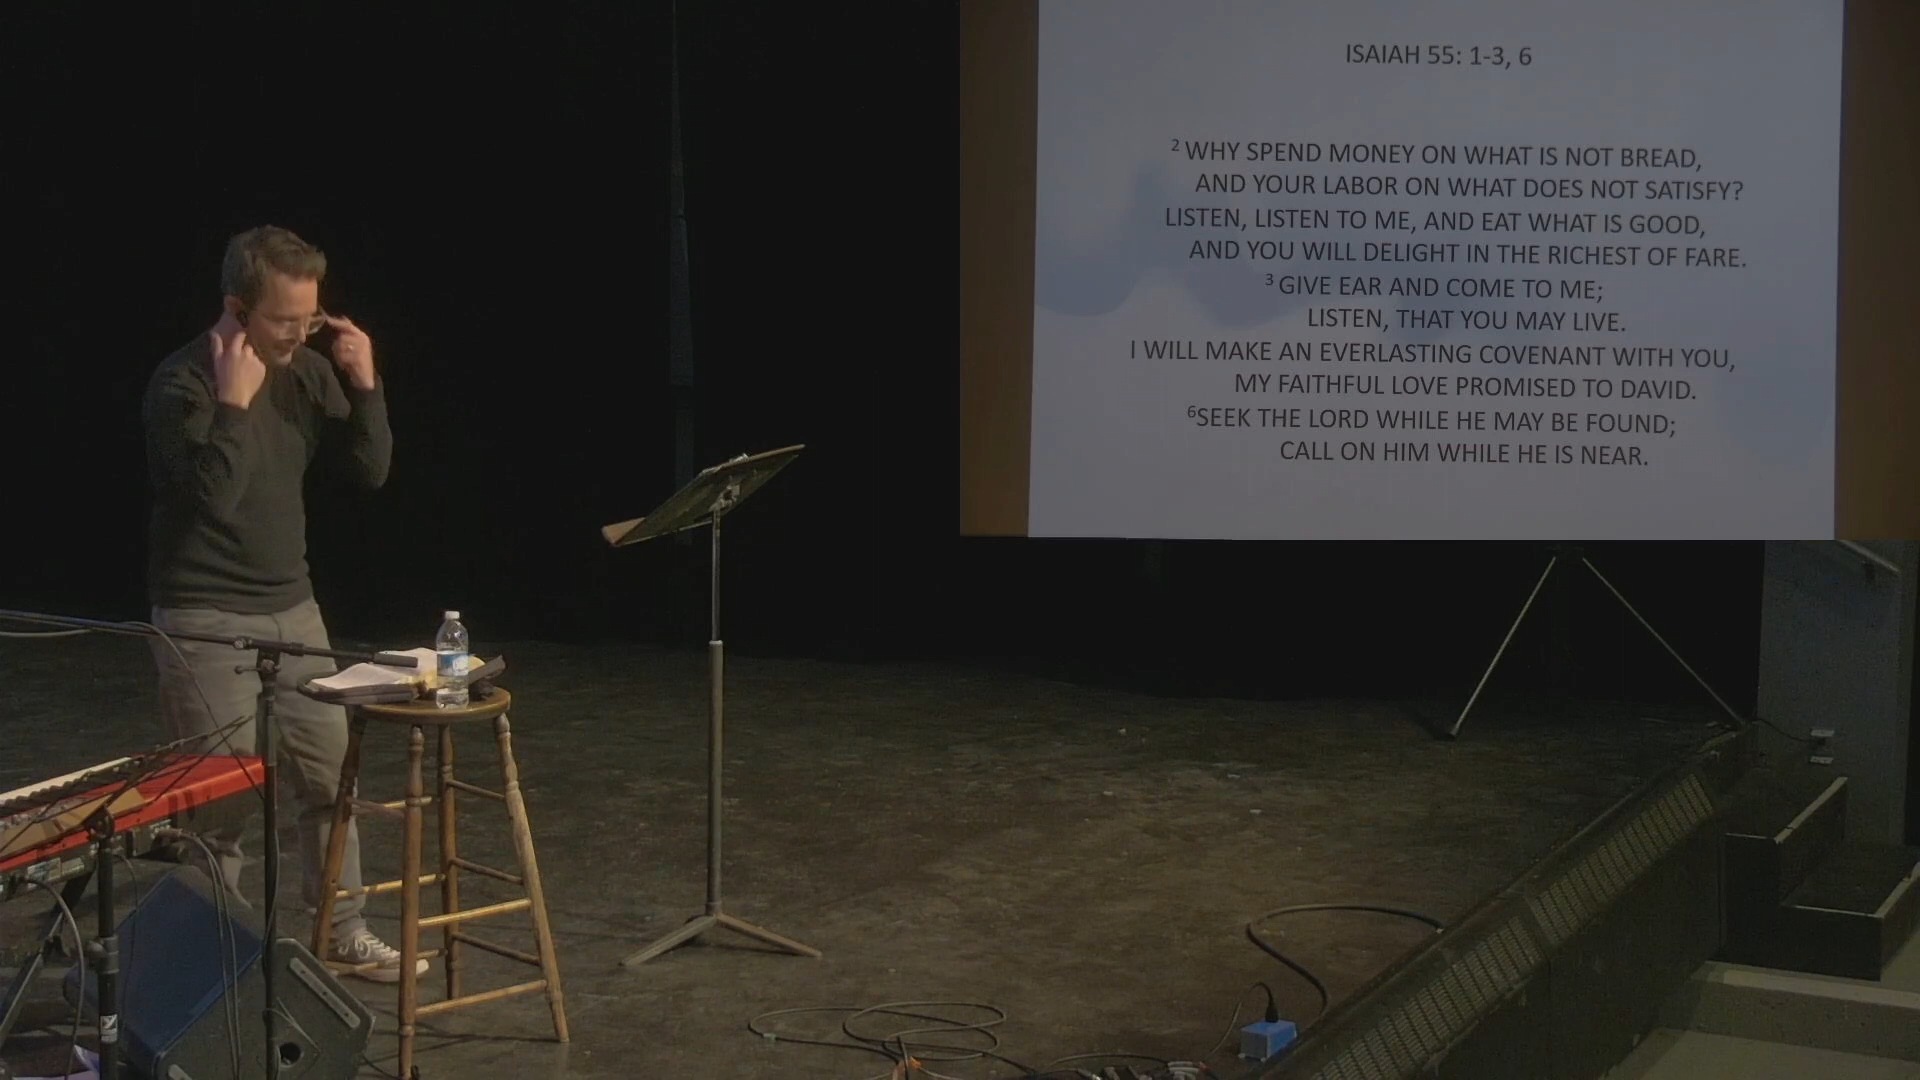 ISAIAH 55: 1-3, 6
2 WHY SPEND MONEY ON WHAT IS NOT BREAD,
AND YOUR LABOR ON WHAT DOES NOT SATISFY?
LISTEN, LISTEN TO ME, AND EAT WHAT IS GOOD,
AND YOU WILL DELIGHT IN THE RICHEST OF FARE.
3 GIVE EAR AND COME TO ME;
LISTEN, THAT YOU MAY LIVE.
I WILL MAKE AN EVERLASTING COVENANT WITH YOU,
MY FAITHFUL LOVE PROMISED TO DAVID.
6SEEK THE LORD WHILE HE MAY BE FOUND;
CALL ON HIM WHILE HE IS NEAR.